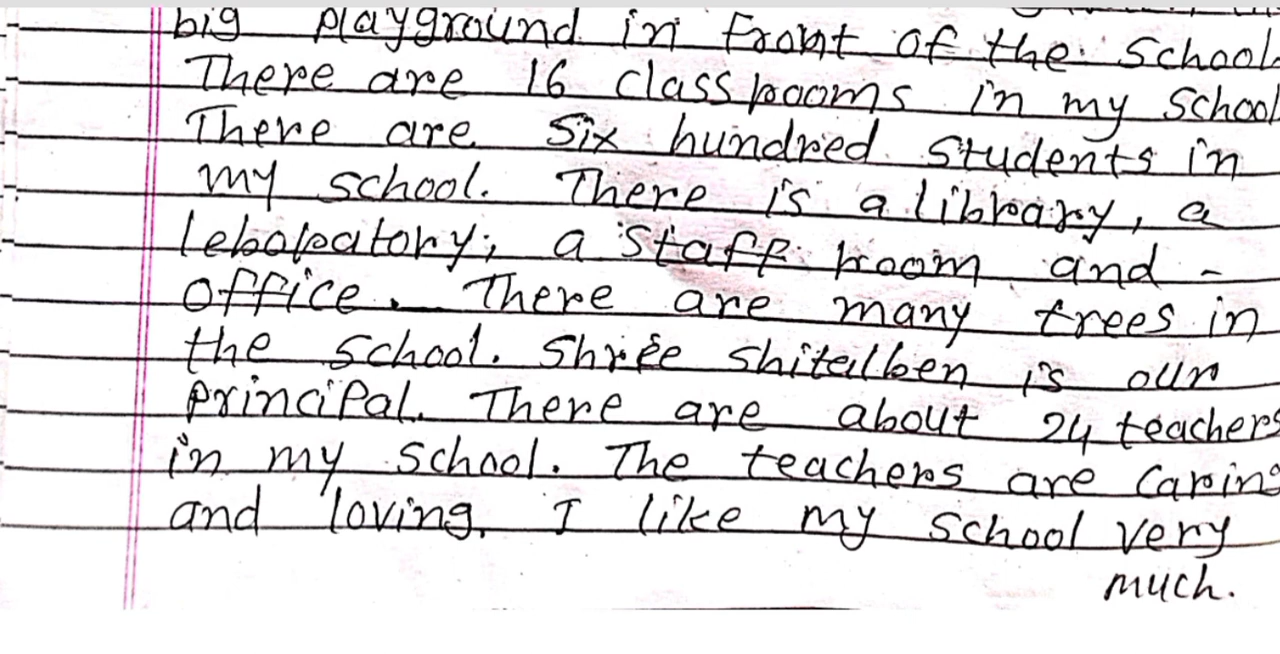 big playground in front of the school
There are 16 class rooms in my school
There are six hundred students in
my school. There is a library, a
leboleatory, a staff room and -
office. There are many trees in
the school. Shree Shitalben is our
principal. There are about 24 teachers
in my school. The teachers are caring
and loving. I like my school very
much.